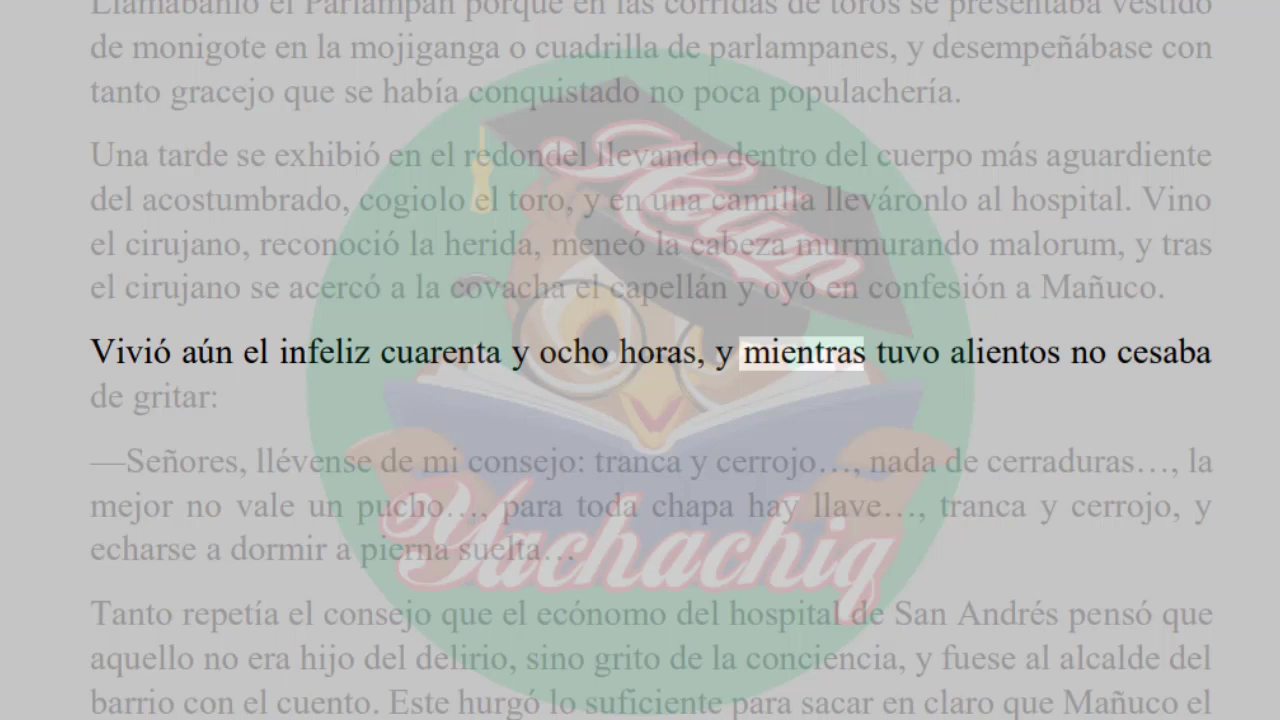 Llamábanlo el Parlampán porque en las corridas de toros se presentaba vestido
de monigote en la mojiganga o cuadrilla de parlampanes, y desempeñábase con
tanto gracejo que se había conquistado no poca populachería.
Una tarde se exhibió en el redondel llevando dentro del cuerpo más aguardiente
del acostumbrado, cogiolo el toro, y en una camilla lleváronlo al hospital. Vino
el cirujano, reconoció la herida, meneó la cabeza murmurando malorum, y tras
el cirujano se acercó a la covacha el capellán y oyó en confesión a Mañuco.
Vivió aún el infeliz cuarenta y ocho horas, y mientras tuvo alientos no cesaba
de gritar:
—Señores, llévense de mi consejo: tranca y cerrojo…, nada de cerraduras…, la
mejor no vale un pucho…, para toda chapa hay llave…, tranca y cerrojo, y
echarse a dormir a pierna suelta…
Tanto repetía el consejo que el ecónomo del hospital de San Andrés pensó que
aquello no era hijo del delirio, sino grito de la conciencia, y fuese al alcalde del
barrio con el cuento. Este hurgó lo suficiente para sacar en claro que Mañuco el
Yachachiq